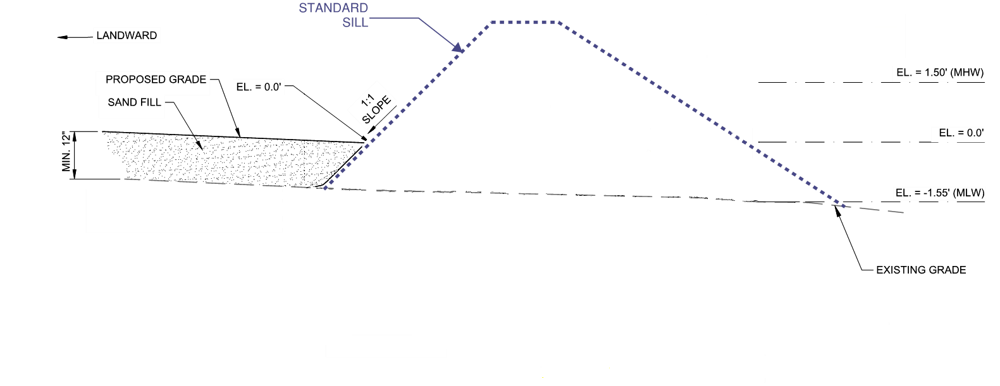 STANDARD
SILL
LANDWARD
EL. = 1.50' (MHW)
PROPOSED GRADE
EL. = 0.0'
SAND FILL
1:1
SLOPE
EL. = 0.0'
MIN. 12"
EL. = -1.55' (MLW)
EXISTING GRADE